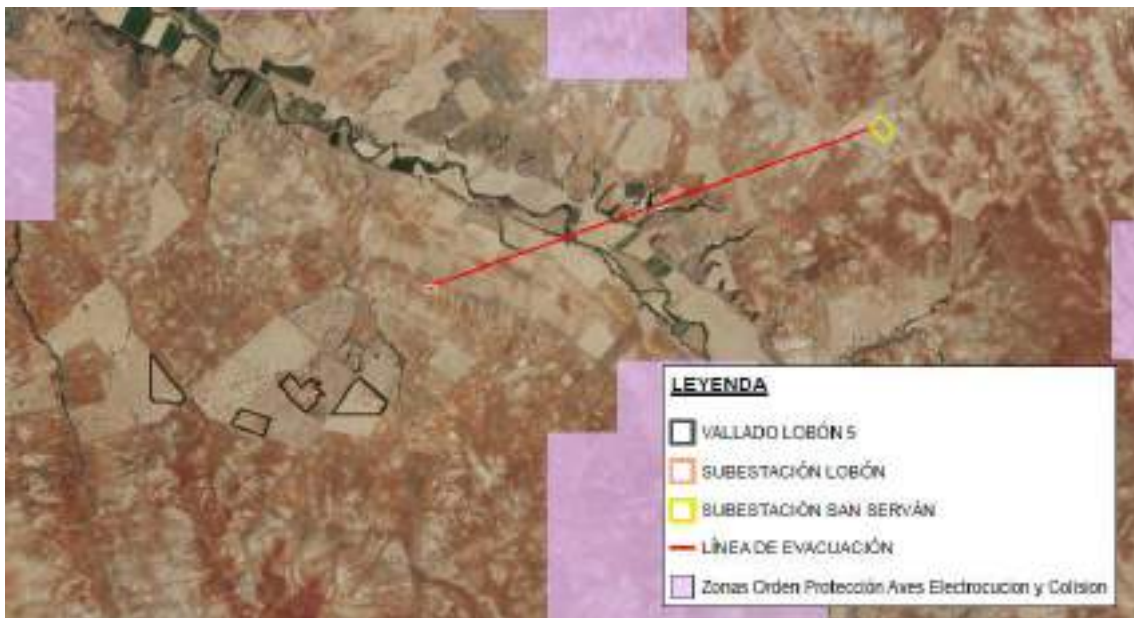 LEYENDA
VALLADO LOBÓN 5
SUBESTACIÓN LOBÓN
SUBESTACIÓN SAN SERVÁN
LÍNEA DE EVACUACIÓN
Zonas Orden Protección Aves Electrocucion y Colision